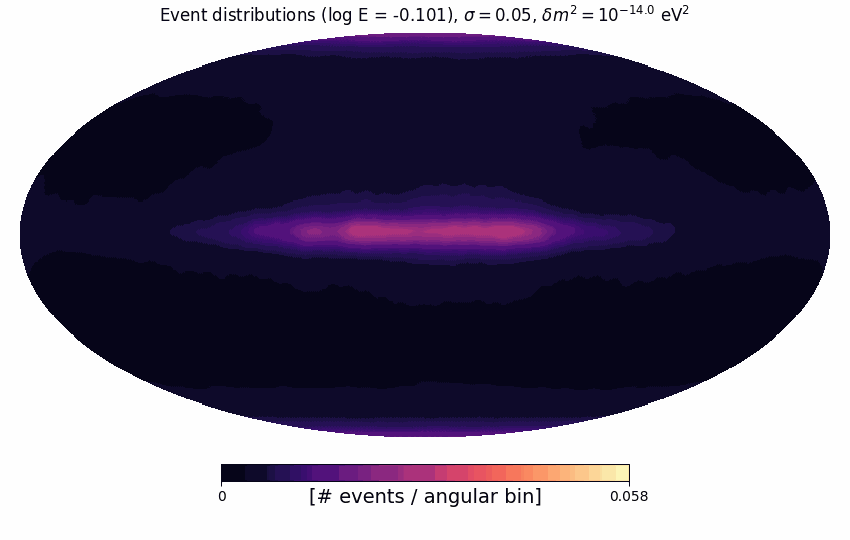 Event distributions (log E = -0.101), σ = 0.05, δm² = 10⁻¹⁴·⁰ eV²
0
0.058
[# events / angular bin]